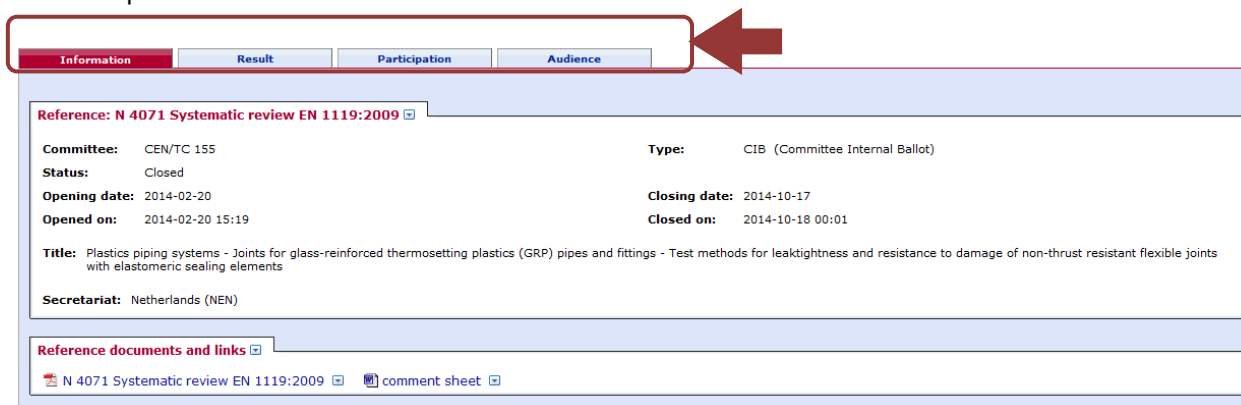 Information Result Participation Audience
Reference: N 4071 Systematic review EN 1119:2009
Committee: CEN/TC 155 Type: CIB (Committee Internal Ballot)
Status: Closed
Opening date: 2014-02-20 Closing date: 2014-10-17
Opened on: 2014-02-20 15:19 Closed on: 2014-10-18 00:01
Title: Plastics piping systems - Joints for glass-reinforced thermosetting plastics (GRP) pipes and fittings - Test methods for leaktightness and resistance to damage of non-thrust resistant flexible joints
with elastomeric sealing elements
Secretariat: Netherlands (NEN)
Reference documents and links
N 4071 Systematic review EN 1119:2009 comment sheet